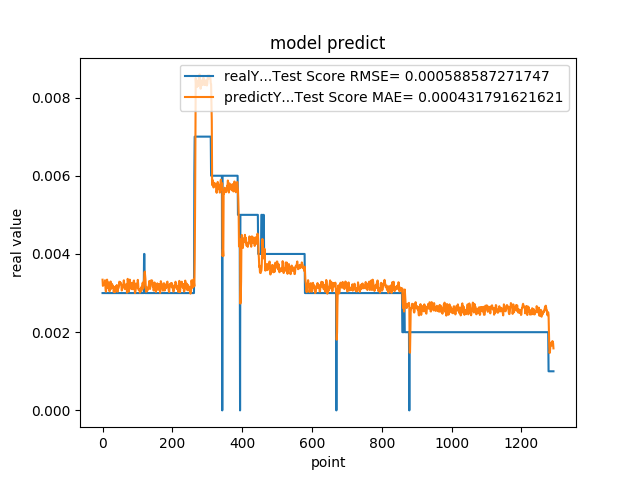 model predict
realY...Test Score RMSE= 0.000588587271747
predictY...Test Score MAE= 0.000431791621621
0.008
0.006
0.004
0.002
0.000
real value
0 200 400 600 800 1000 1200
point